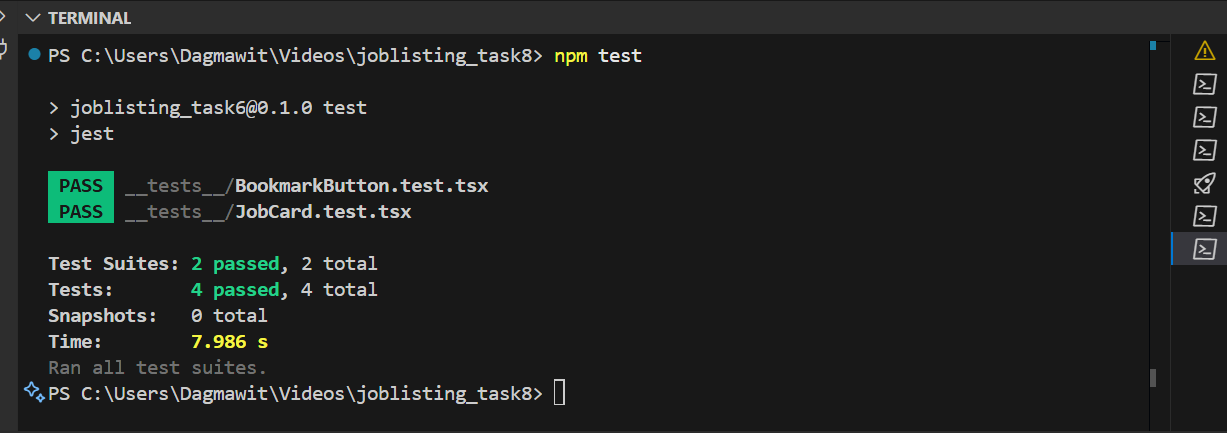 TERMINAL
PS C:\Users\Dagmawit\Videos\joblisting_task8> npm test
> joblisting_task6@0.1.0 test
> jest
PASS __tests__/BookmarkButton.test.tsx
PASS __tests__/JobCard.test.tsx
Test Suites: 2 passed, 2 total
Tests: 4 passed, 4 total
Snapshots: 0 total
Time: 7.986 s
Ran all test suites.
PS C:\Users\Dagmawit\Videos\joblisting_task8>